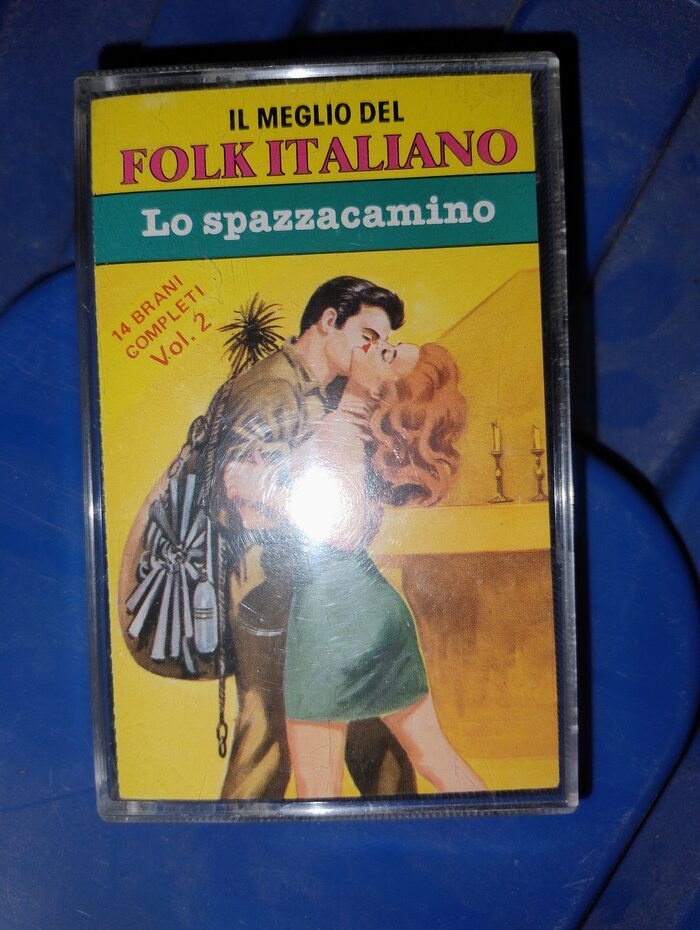 IL MEGLIO DEL
FOLK ITALIANO
Lo spazzacamino
14 BRANI
COMPLETI
Vol. 2